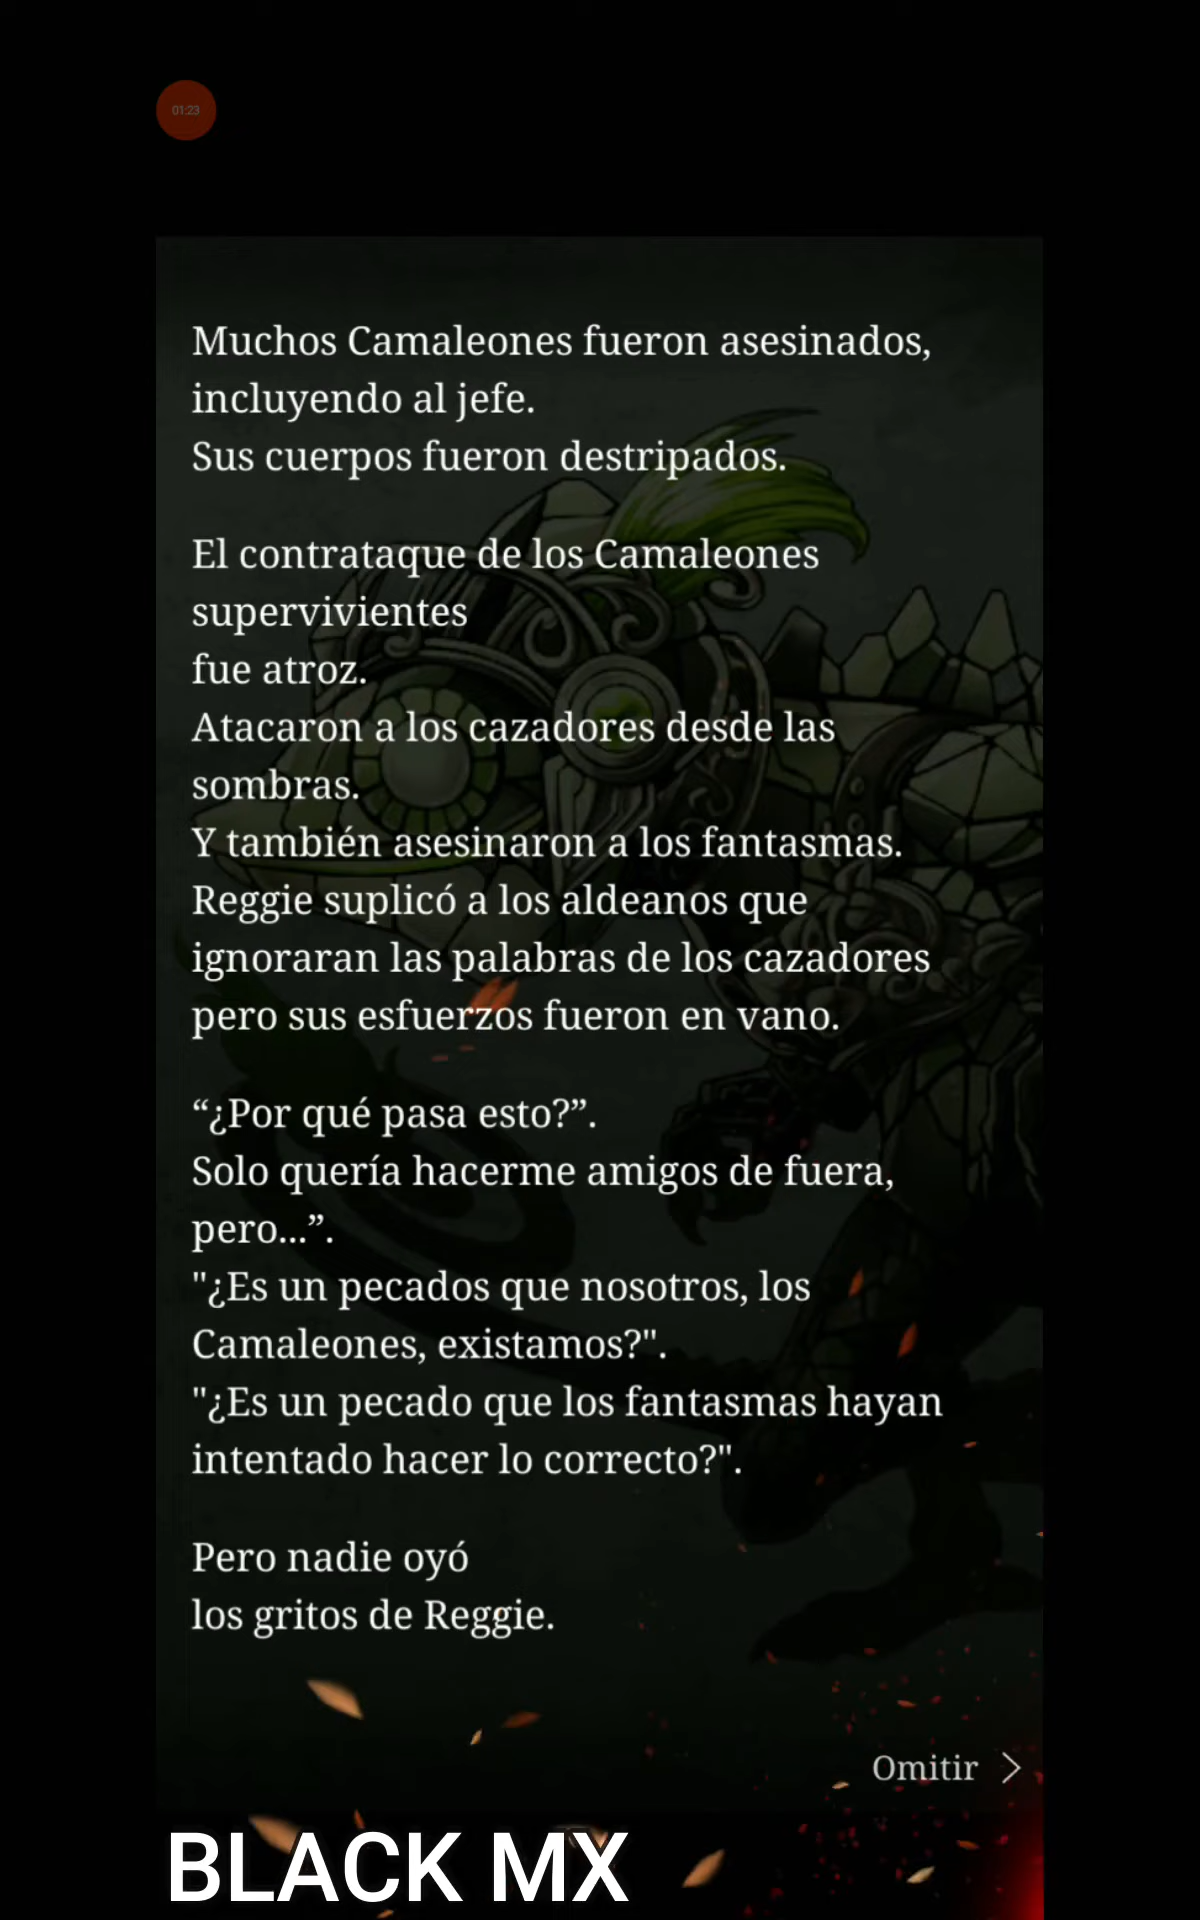 01:23
Muchos Camaleones fueron asesinados,
incluyendo al jefe.
Sus cuerpos fueron destripados.
El contrataque de los Camaleones
supervivientes
fue atroz.
Atacaron a los cazadores desde las
sombras.
Y también asesinaron a los fantasmas.
Reggie suplicó a los aldeanos que
ignoraran las palabras de los cazadores
pero sus esfuerzos fueron en vano.
“¿Por qué pasa esto?”.
Solo quería hacerme amigos de fuera,
pero...”.
"¿Es un pecados que nosotros, los
Camaleones, existamos?".
"¿Es un pecado que los fantasmas hayan
intentado hacer lo correcto?".
Pero nadie oyó
los gritos de Reggie.
Omitir
BLACK MX